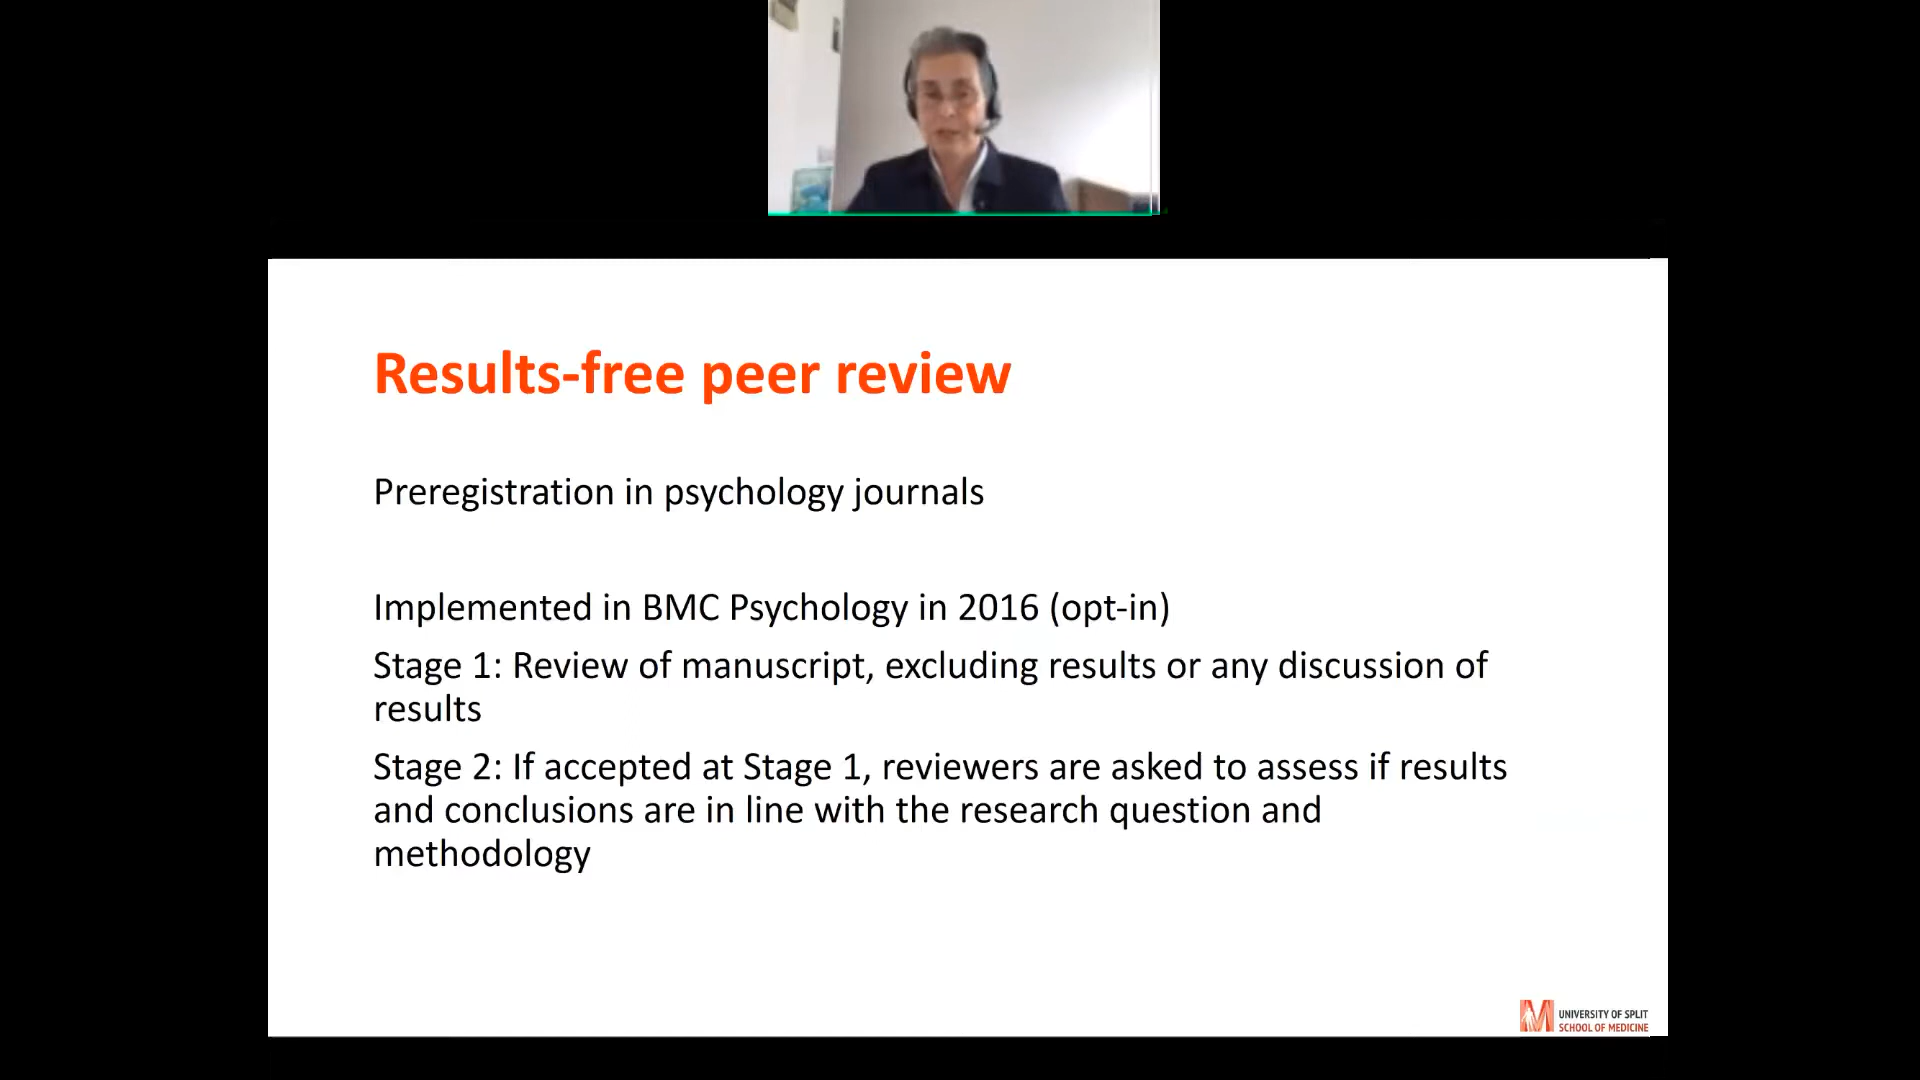 Results-free peer review
Preregistration in psychology journals
Implemented in BMC Psychology in 2016 (opt-in)
Stage 1: Review of manuscript, excluding results or any discussion of
results
Stage 2: If accepted at Stage 1, reviewers are asked to assess if results
and conclusions are in line with the research question and
methodology
UNIVERSITY OF SPLIT
SCHOOL OF MEDICINE